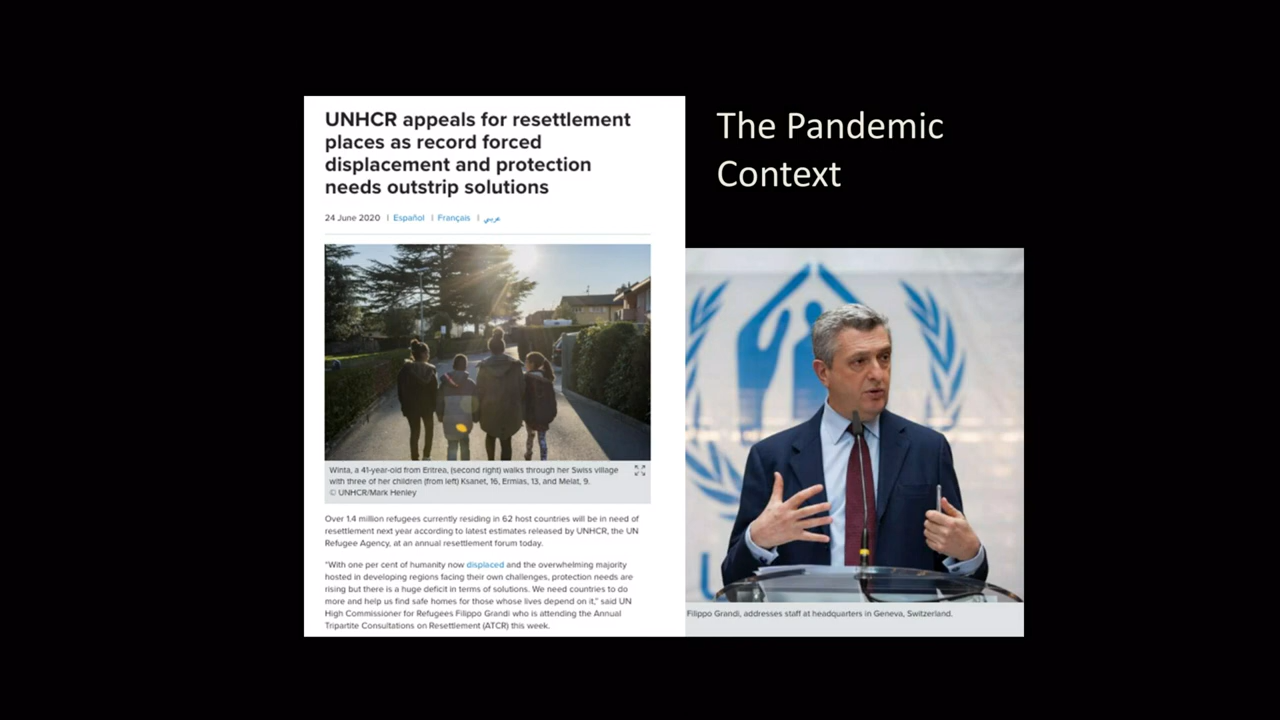 UNHCR appeals for resettlement
places as record forced
displacement and protection
needs outstrip solutions
24 June 2020 | Español | Français | عربي
Winta, a 41-year-old from Eritrea, (second right) walks through her Swiss village
with three of her children (from left) Ksanet, 16, Ermias, 13, and Melat, 9.
© UNHCR/Mark Henley
Over 1.4 million refugees currently residing in 62 host countries will be in need of
resettlement next year according to latest estimates released by UNHCR, the UN
Refugee Agency, at an annual resettlement forum today.
“With one per cent of humanity now displaced and the overwhelming majority
hosted in developing regions facing their own challenges, protection needs are
rising but there is a huge deficit in terms of solutions. We need countries to do
more and help us find safe homes for those whose lives depend on it,” said UN
High Commissioner for Refugees Filippo Grandi who is attending the Annual
Tripartite Consultations on Resettlement (ATCR) this week.
The Pandemic
Context
Filippo Grandi, addresses staff at headquarters in Geneva, Switzerland.